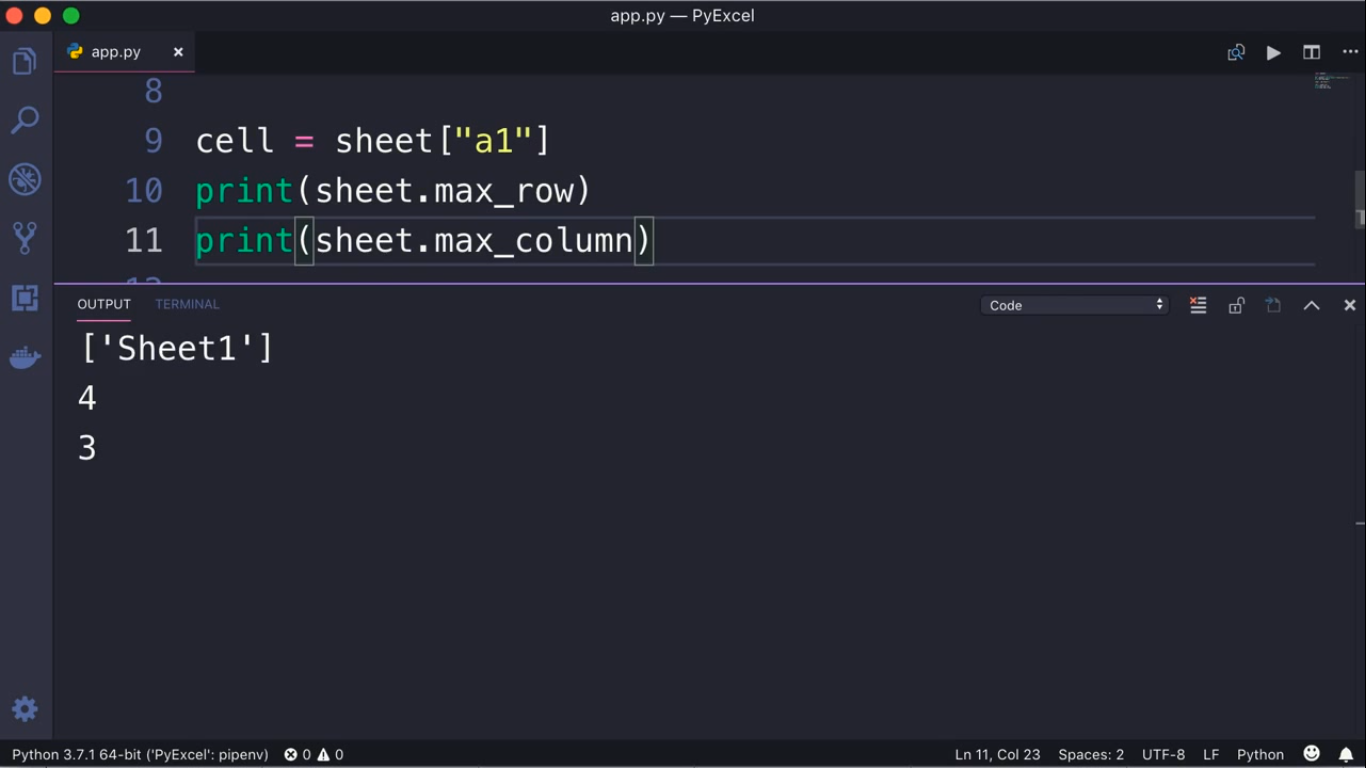 app.py — PyExcel
app.py
8
9 cell = sheet["a1"]
10 print(sheet.max_row)
11 print(sheet.max_column)
12
OUTPUT TERMINAL Code
['Sheet1']
4
3
Python 3.7.1 64-bit ('PyExcel': pipenv) 0 0 Ln 11, Col 23 Spaces: 2 UTF-8 LF Python